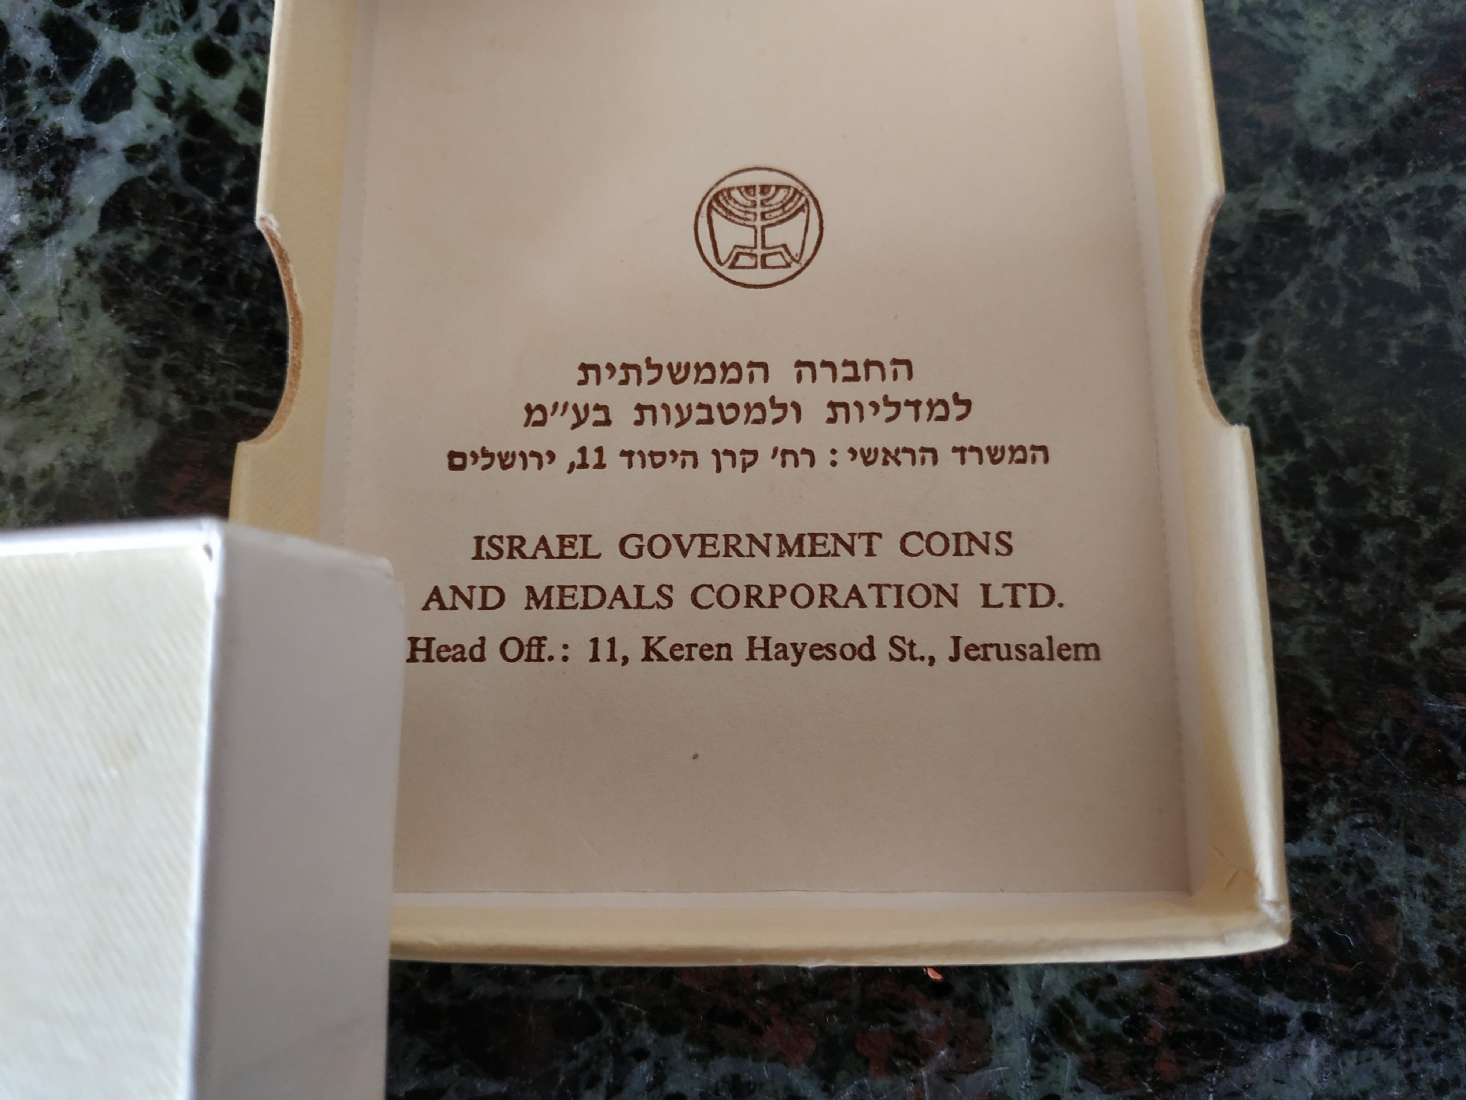 החברה הממשלתית
למדליות ולמטבעות בע״מ
המשרד הראשי : רח׳ קרן היסוד 11, ירושלים
ISRAEL GOVERNMENT COINS
AND MEDALS CORPORATION LTD.
Head Off.: 11, Keren Hayesod St., Jerusalem